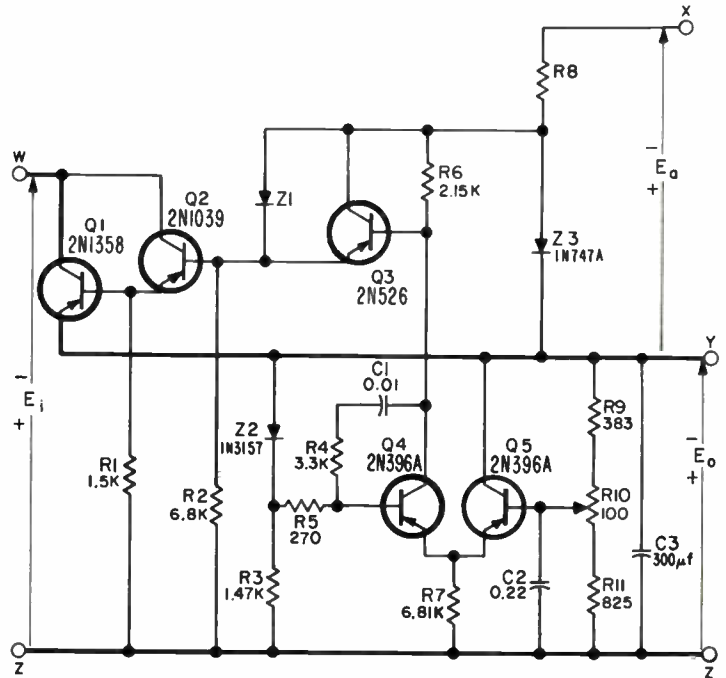 X
R8
− Ea +
W
R6
2.15K
Q2
2N1039
Z1
Q1
2N1358
Z3
1N747A
Q3
2N526
Y
− Ei +
C1
0.01
Z2
1N3157
R4
3.3K
Q4
2N396A
Q5
2N396A
R9
383
− Eo +
R1
1.5K
R2
6.8K
R5
270
R10
100
C3
300μf
R3
1.47K
R7
6.81K
C2
0.22
R11
825
Z
Z